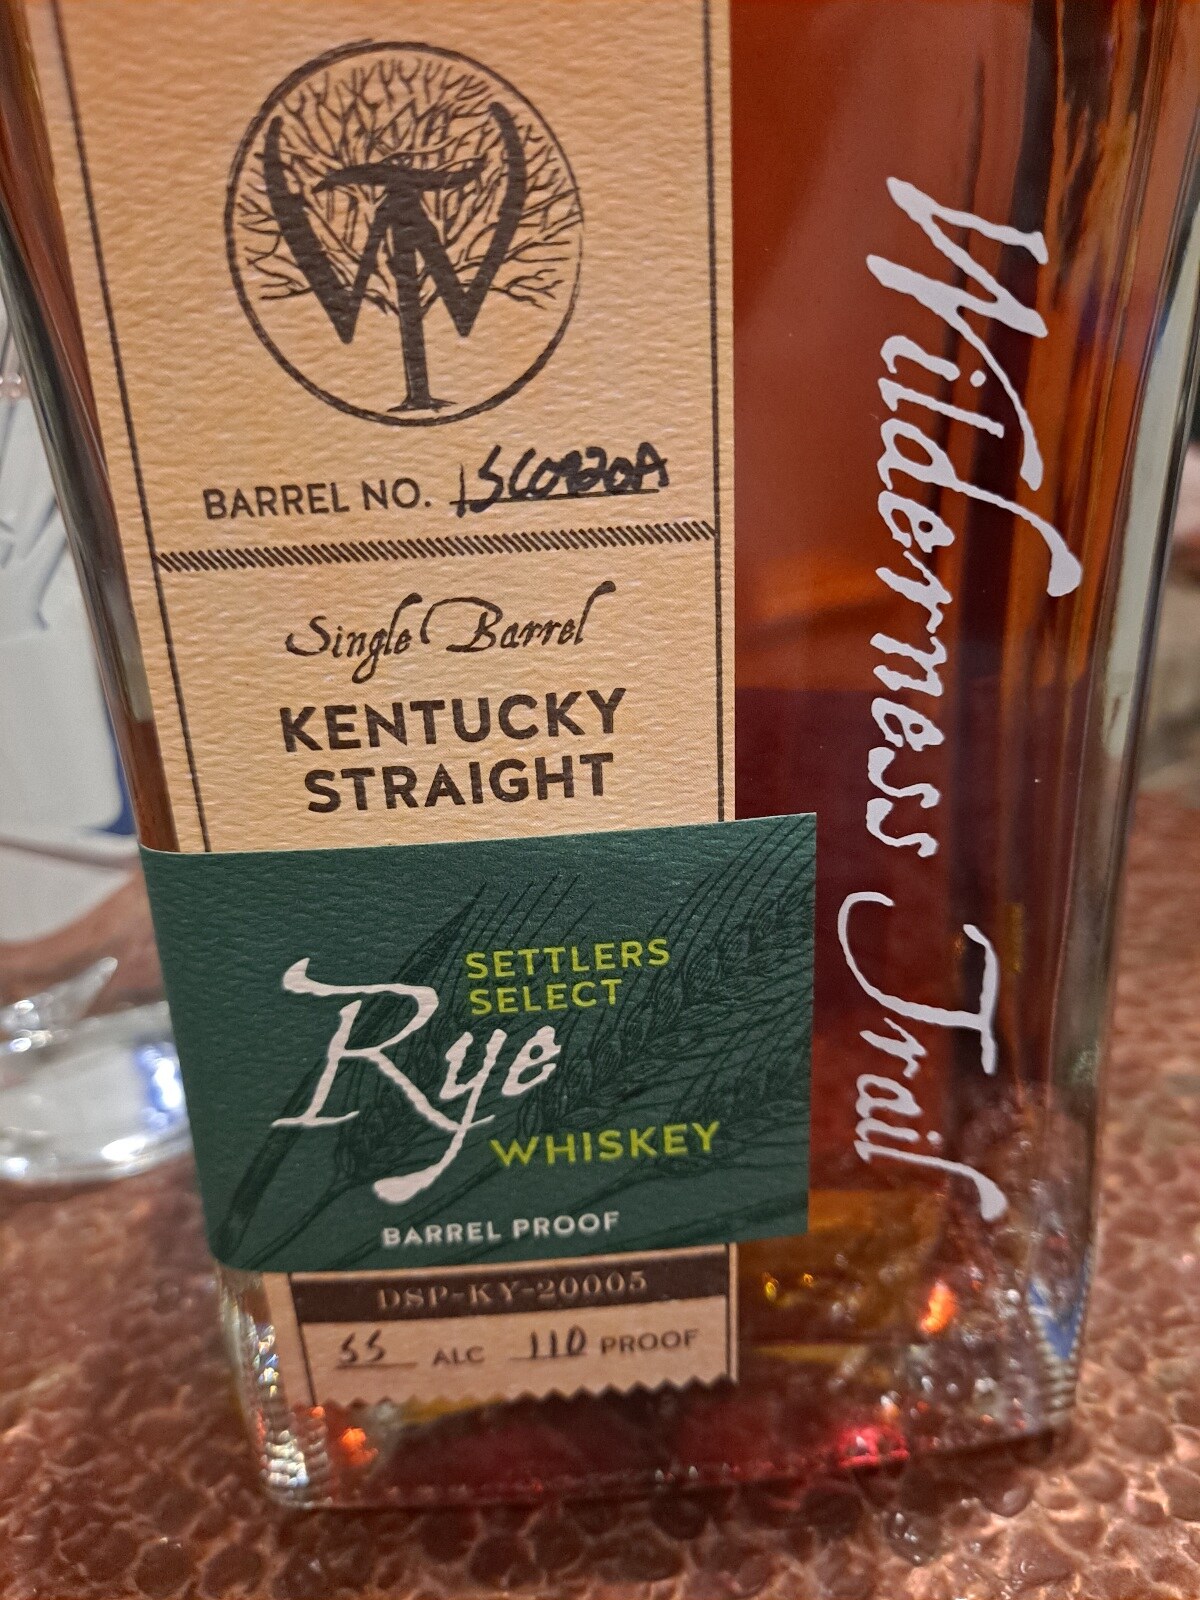 WT
BARREL NO.
Single Barrel
KENTUCKY
STRAIGHT
SETTLERS
SELECT
Rye
WHISKEY
BARREL PROOF
DSP-KY-20005
55 ALC 110 PROOF
Wilderness Trail